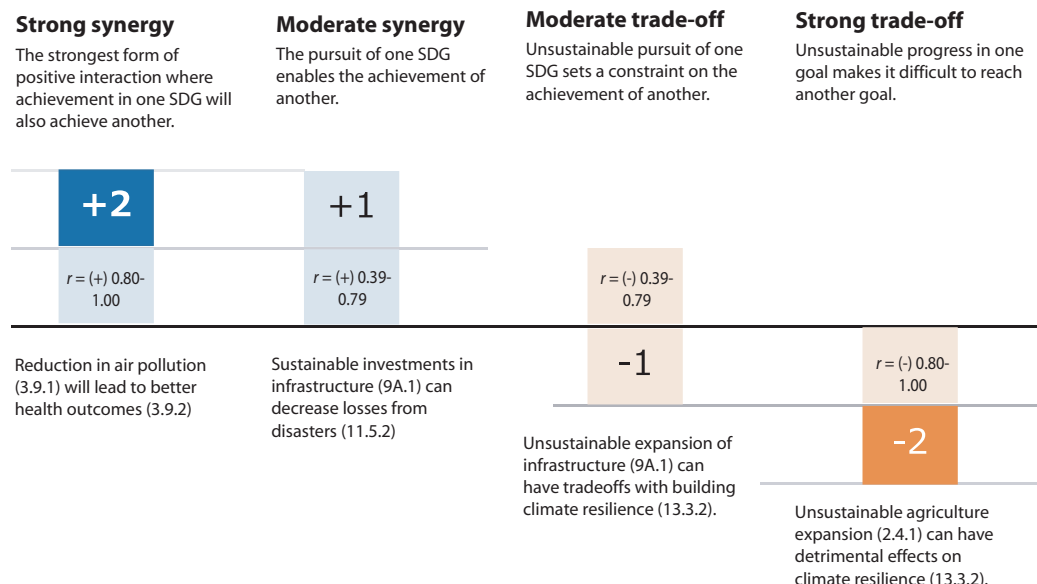 Strong synergy
The strongest form of
positive interaction where
achievement in one SDG will
also achieve another.
Moderate synergy
The pursuit of one SDG
enables the achievement of
another.
Moderate trade-off
Unsustainable pursuit of one
SDG sets a constraint on the
achievement of another.
Strong trade-off
Unsustainable progress in one
goal makes it difficult to reach
another goal.
+2
r = (+) 0.80-
1.00
+1
r = (+) 0.39-
0.79
r = (-) 0.39-
0.79
-1
r = (-) 0.80-
1.00
-2
Reduction in air pollution
(3.9.1) will lead to better
health outcomes (3.9.2)
Sustainable investments in
infrastructure (9A.1) can
decrease losses from
disasters (11.5.2)
Unsustainable expansion of
infrastructure (9A.1) can
have tradeoffs with building
climate resilience (13.3.2).
Unsustainable agriculture
expansion (2.4.1) can have
detrimental effects on
climate resilience (13.3.2).